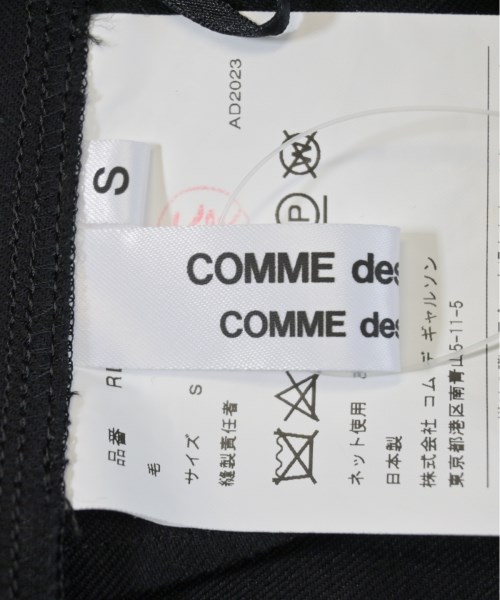 S
COMME des
COMME des
AD2023
品番 RI
毛
サイズ S
縫製責任者
ネット使用
日本製
株式会社 コム デ ギャルソン
東京都港区南青山5-11-5
P